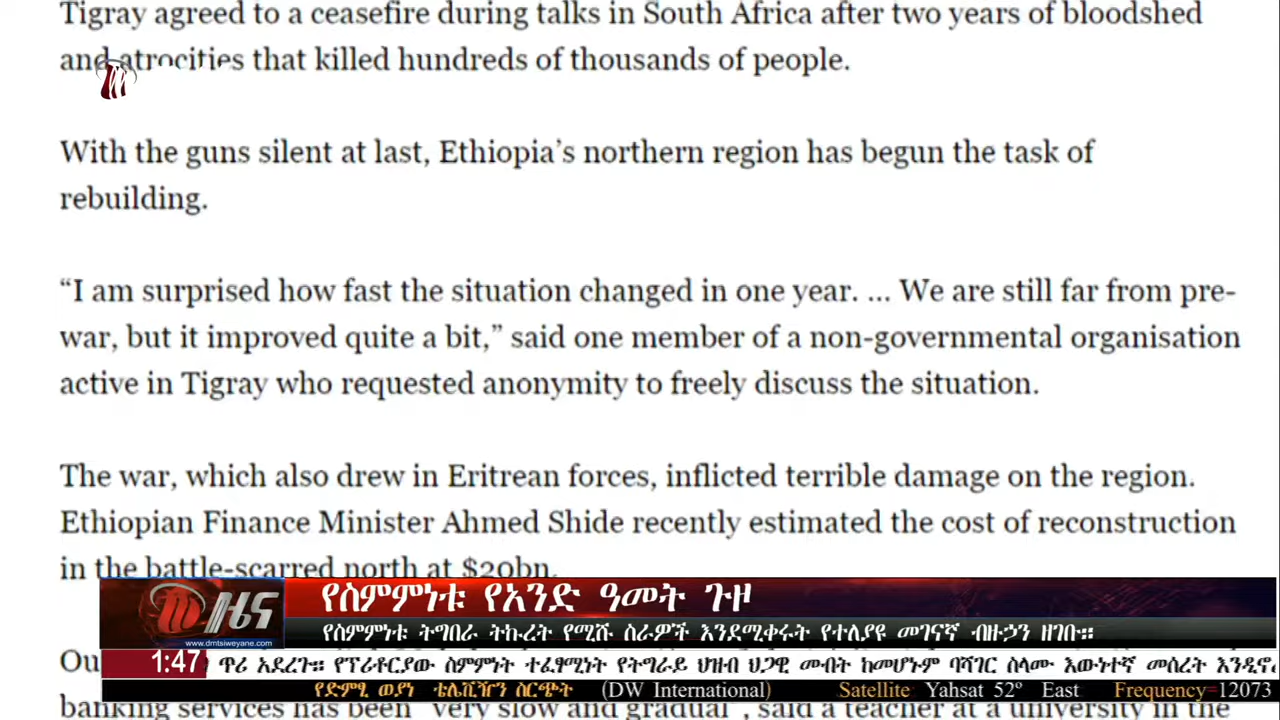 Tigray agreed to a ceasefire during talks in South Africa after two years of bloodshed
and atrocities that killed hundreds of thousands of people.
With the guns silent at last, Ethiopia's northern region has begun the task of
rebuilding.
“I am surprised how fast the situation changed in one year. ... We are still far from pre-
war, but it improved quite a bit,” said one member of a non-governmental organisation
active in Tigray who requested anonymity to freely discuss the situation.
The war, which also drew in Eritrean forces, inflicted terrible damage on the region.
Ethiopian Finance Minister Ahmed Shide recently estimated the cost of reconstruction
in the battle-scarred north at $20bn.
ዜና
www.dmtsiweyane.com
የስምምነቱ የአንድ ዓመት ጉዞ
የስምምነቱ ትግበራ ትኩረት የሚሹ ስራዎች እንደሚቀሩት የተለያዩ መገናኛ ብዙኃን ዘገቡ።
Ou
1:47 ጥሪ አደረጉ። የፕሪቶርያው ስምምነት ተፈፃሚነት የትግራይ ህዝብ ህጋዊ መብት ከመሆኑም ባሻገር ስላሙ እውነተኛ መሰረት እንዲኖ
የድምፂ ወያነ ቴሌቪዥን ስርጭት (DW International) Satellite Yahsat 52° East Frequency=12073
banking services has been "very slow and gradual", said a teacher at a university in the